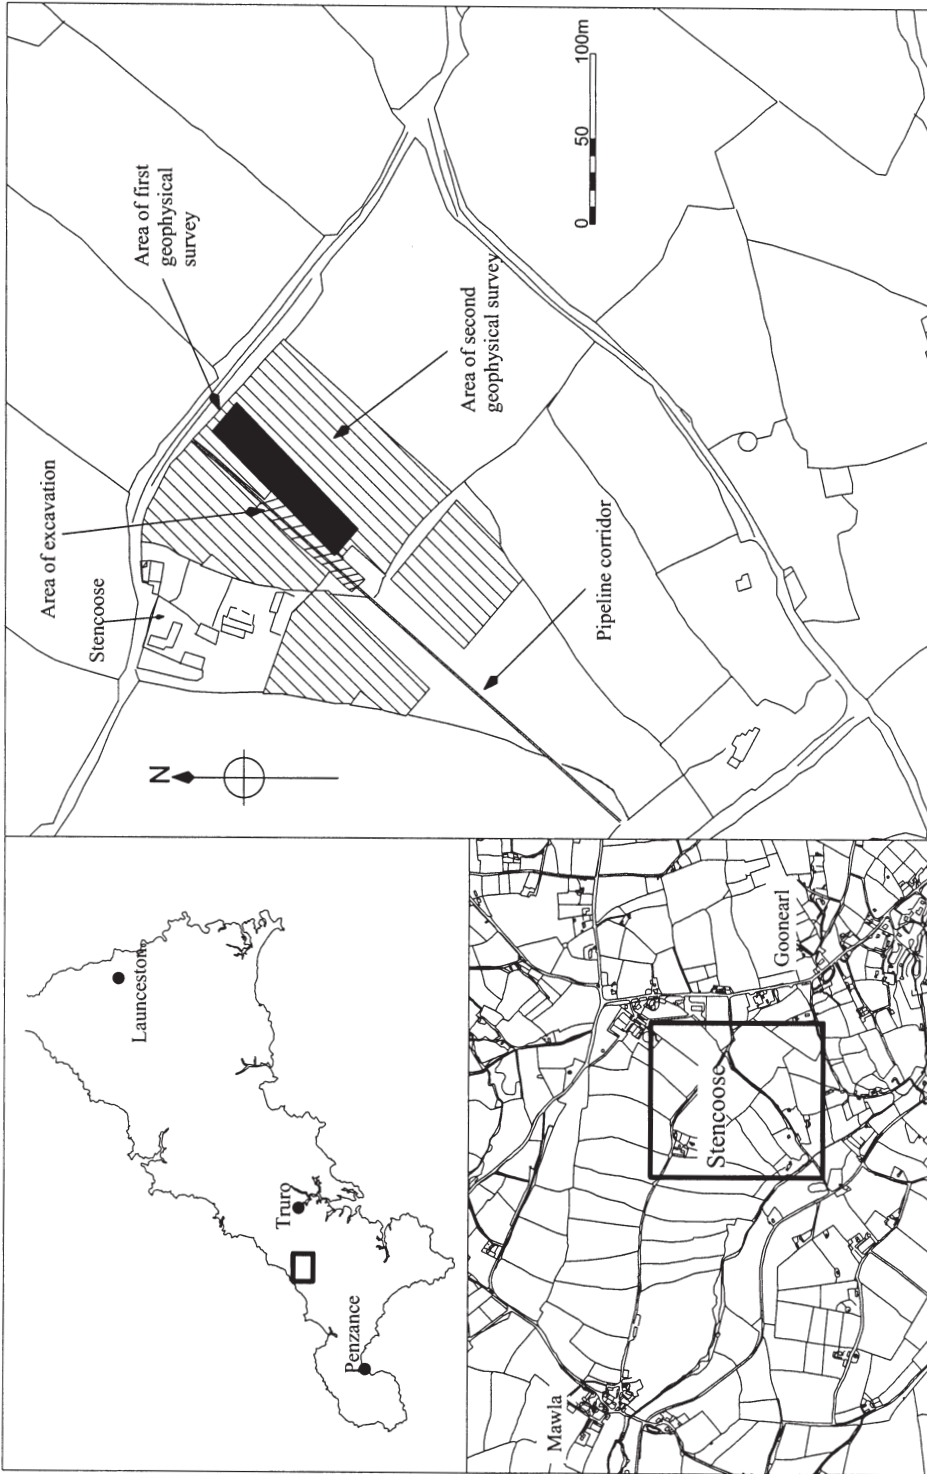 Launceston
Truro
Penzance
Mawla
Stencoose
Goonearl
N
Stencoose
Area of excavation
Area of first
geophysical
survey
Area of second
geophysical survey
Pipeline corridor
0 50 100m